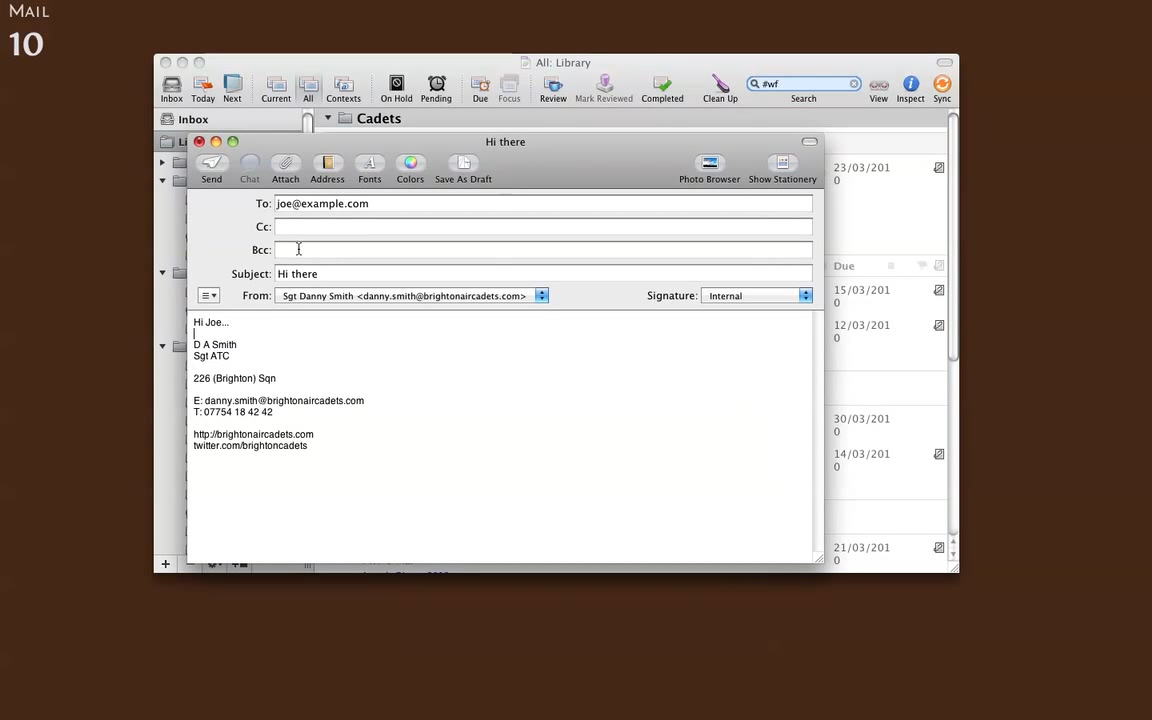 Mail
10
All: Library
Inbox Today Next Current All Contexts On Hold Pending Due Focus Review Mark Reviewed Completed Clean Up #wf Search View Inspect Sync
Inbox
Cadets
Hi there
Send Chat Attach Address Fonts Colors Save As Draft Photo Browser Show Stationery
To: joe@example.com
Cc:
Bcc:
Subject: Hi there
From: Sgt Danny Smith <danny.smith@brightonaircadets.com> Signature: Internal
Hi Joe...
D A Smith
Sgt ATC
226 (Brighton) Sqn
E: danny.smith@brightonaircadets.com
T: 07754 18 42 42
http://brightonaircadets.com
twitter.com/brightoncadets
23/03/201
0
Due
15/03/201
0
12/03/201
0
30/03/201
0
14/03/201
0
21/03/201
0